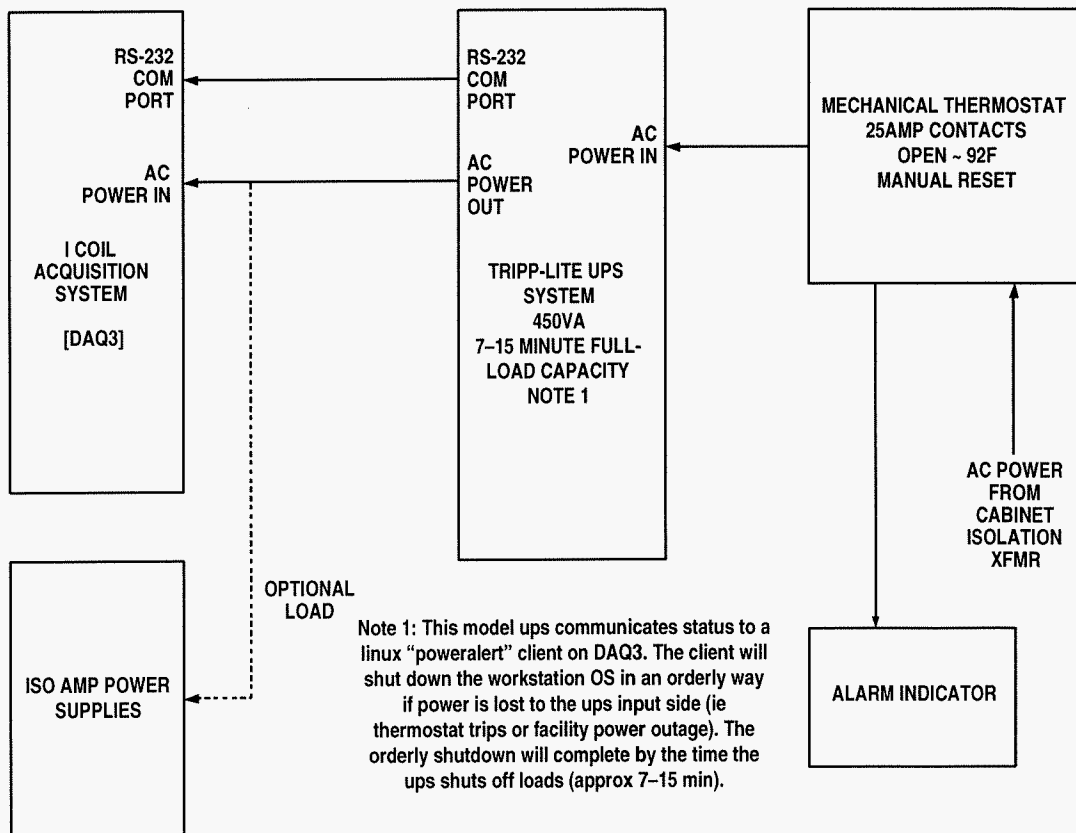 RS-232
COM
PORT
AC
POWER IN
I COIL
ACQUISITION
SYSTEM
[DAQ3]
RS-232
COM
PORT
AC
POWER IN
AC
POWER
OUT
TRIPP-LITE UPS
SYSTEM
450VA
7–15 MINUTE FULL-
LOAD CAPACITY
NOTE 1
MECHANICAL THERMOSTAT
25AMP CONTACTS
OPEN ~ 92F
MANUAL RESET
AC POWER
FROM
CABINET
ISOLATION
XFMR
OPTIONAL
LOAD
ISO AMP POWER
SUPPLIES
Note 1: This model ups communicates status to a
linux “poweralert” client on DAQ3. The client will
shut down the workstation OS in an orderly way
if power is lost to the ups input side (ie
thermostat trips or facility power outage). The
orderly shutdown will complete by the time the
ups shuts off loads (approx 7–15 min).
ALARM INDICATOR